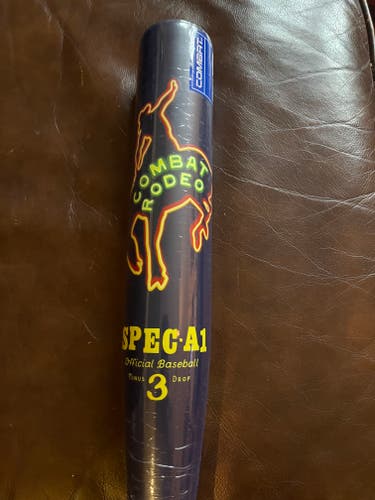 COMBAT.
COMBAT
RODEO
SPEC-A1
Official Baseball
Minus 3 Drop